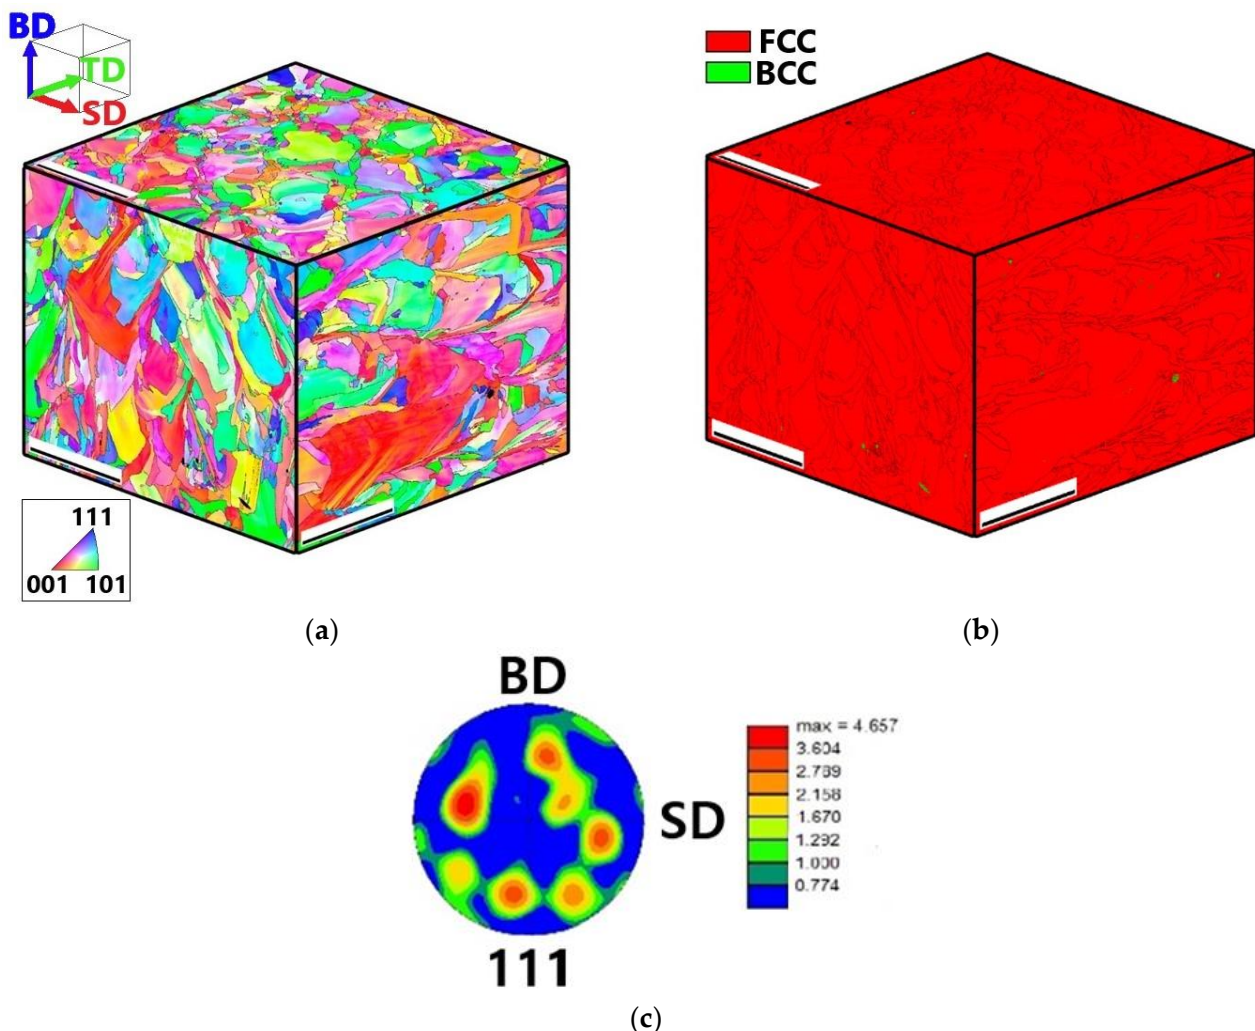 BD
TD
SD
111
001 101
(a)
FCC
BCC
(b)
BD
SD
111
max = 4.657
3.604
2.789
2.158
1.670
1.292
1.000
0.774
(c)